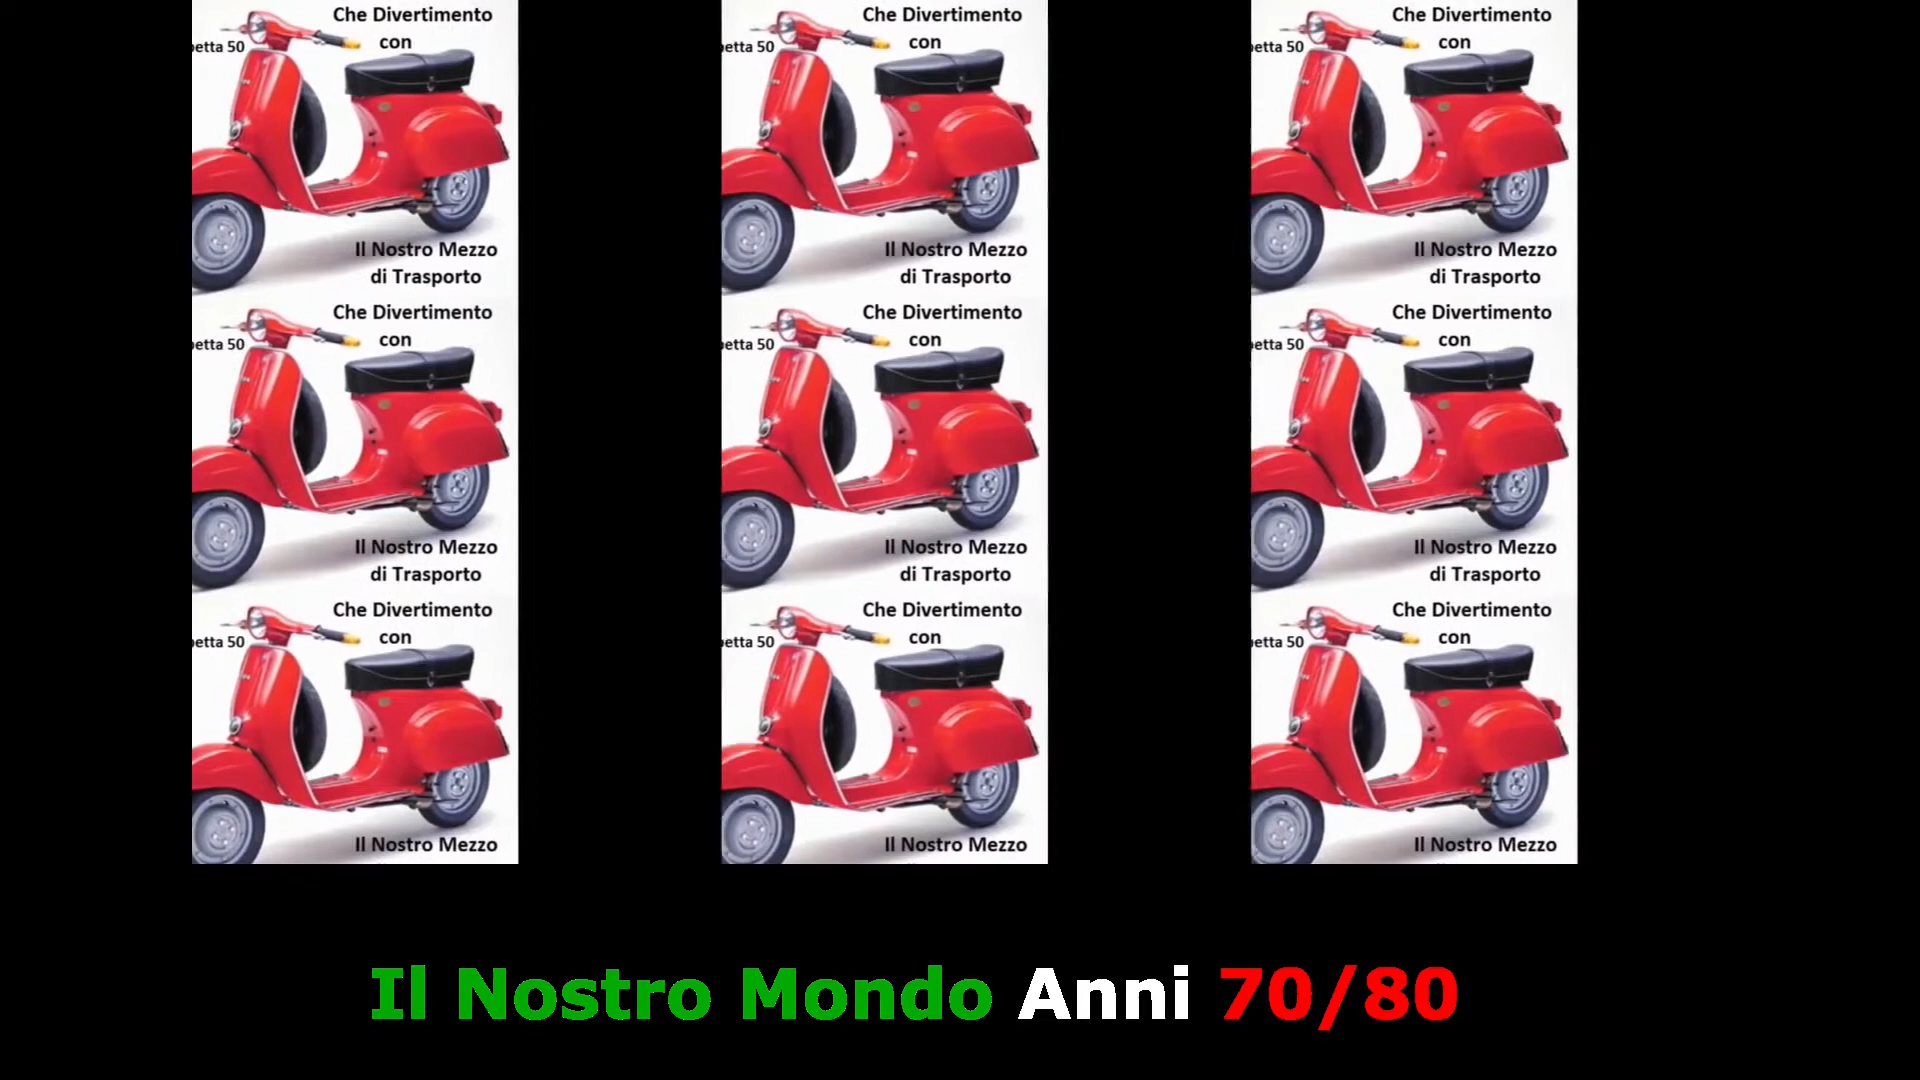 Che Divertimento
con
etta 50
Il Nostro Mezzo
di Trasporto
Che Divertimento
con
etta 50
Il Nostro Mezzo
di Trasporto
Che Divertimento
con
etta 50
Il Nostro Mezzo
di Trasporto
Che Divertimento
con
etta 50
Il Nostro Mezzo
di Trasporto
Che Divertimento
con
etta 50
Il Nostro Mezzo
di Trasporto
Che Divertimento
con
etta 50
Il Nostro Mezzo
di Trasporto
Che Divertimento
con
etta 50
Il Nostro Mezzo
Che Divertimento
con
etta 50
Il Nostro Mezzo
Che Divertimento
con
etta 50
Il Nostro Mezzo
Il Nostro Mondo Anni 70/80